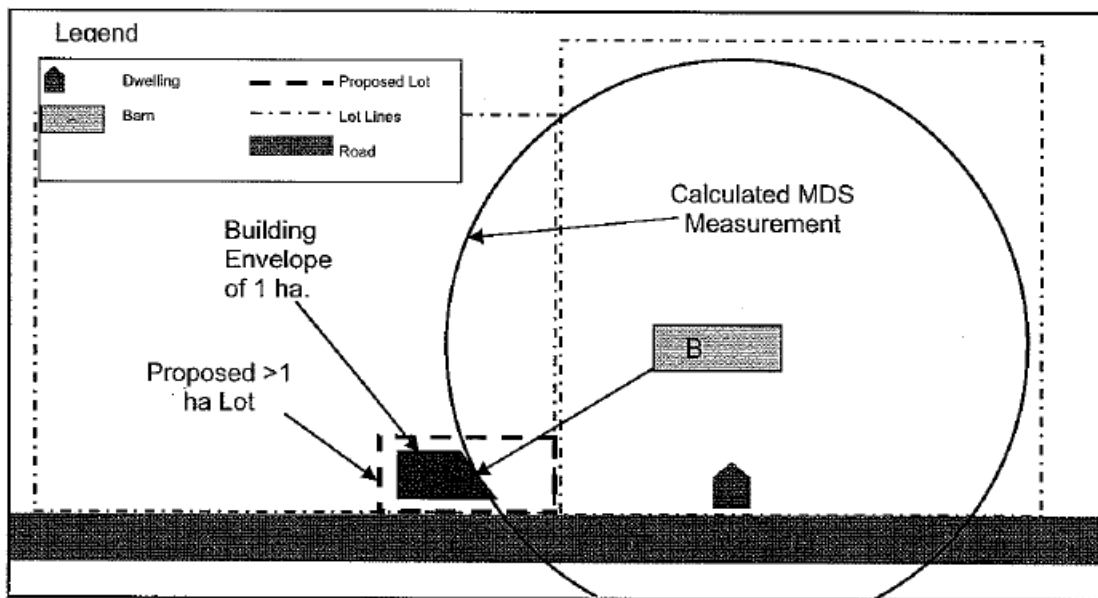 Legend
Dwelling
Proposed Lot
Barn
Lot Lines
Road
Calculated MDS
Measurement
Building
Envelope
of 1 ha.
B
Proposed >1
ha Lot